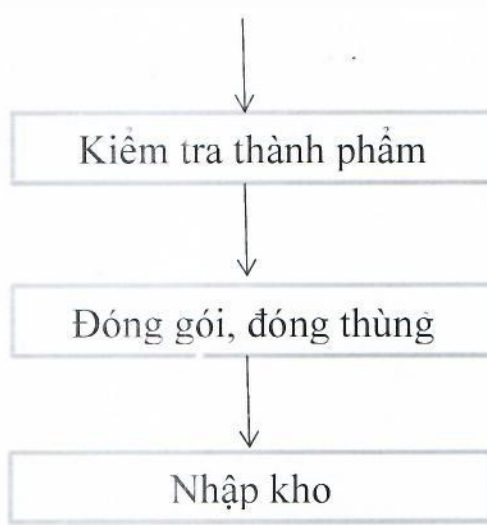 Kiểm tra thành phẩm
Đóng gói, đóng thùng
Nhập kho